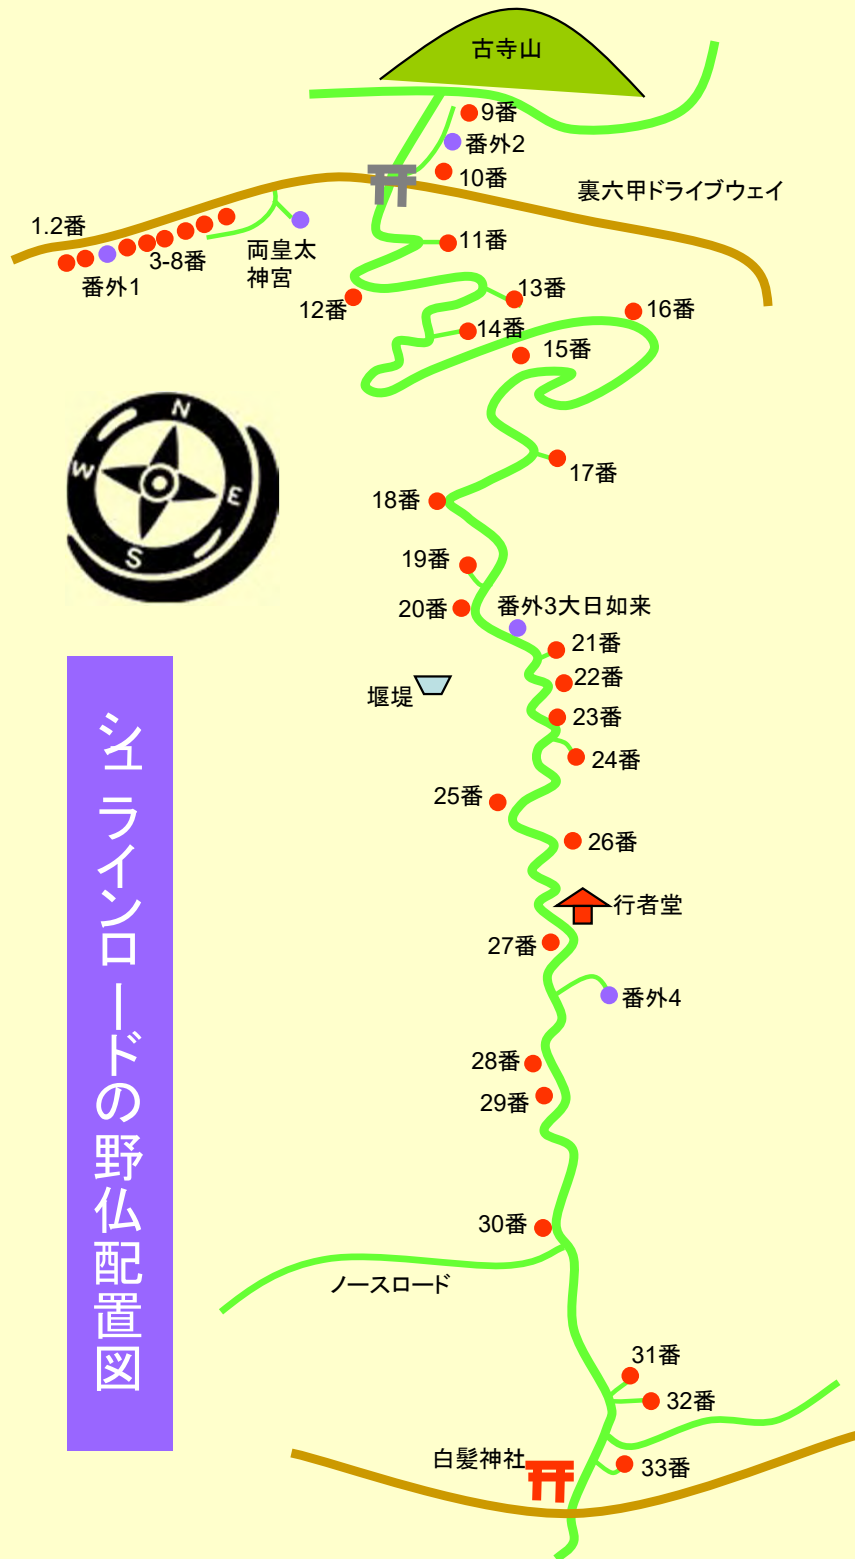 古寺山
9番
番外2
10番
裏六甲ドライブウェイ
1.2番
3-8番
番外1
両皇太
神宮
11番
12番
13番
14番
15番
16番
N
W
E
S
17番
18番
19番
20番
番外3大日如来
21番
22番
堰堤
23番
24番
25番
26番
行者堂
27番
番外4
28番
29番
30番
ノースロード
31番
32番
白髪神社
33番
シュラインロードの野仏配置図